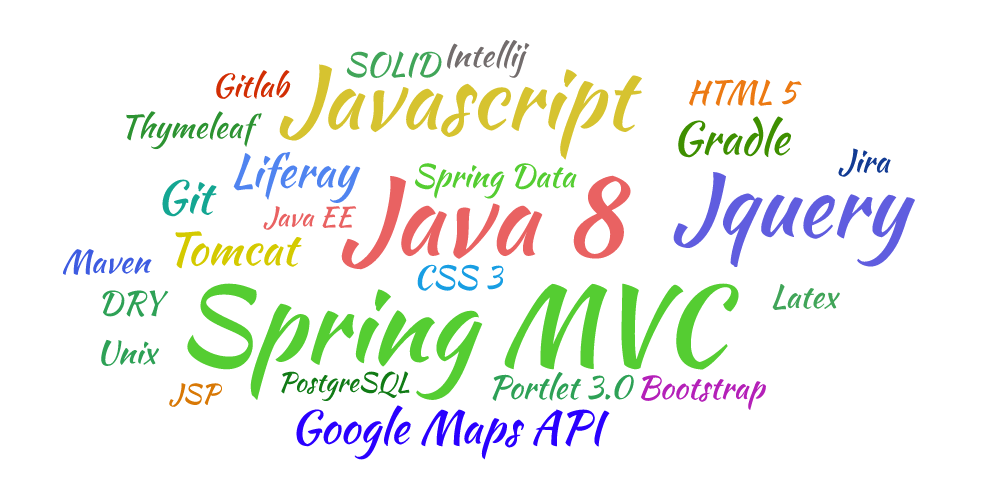 SOLID
Intellij
Gitlab
Javascript
HTML 5
Thymeleaf
Gradle
Jira
Liferay
Spring Data
Git
Java 8
Jquery
Java EE
Tomcat
Maven
CSS 3
DRY
Spring MVC
Latex
Unix
JSP
PostgreSQL
Portlet 3.0
Bootstrap
Google Maps API